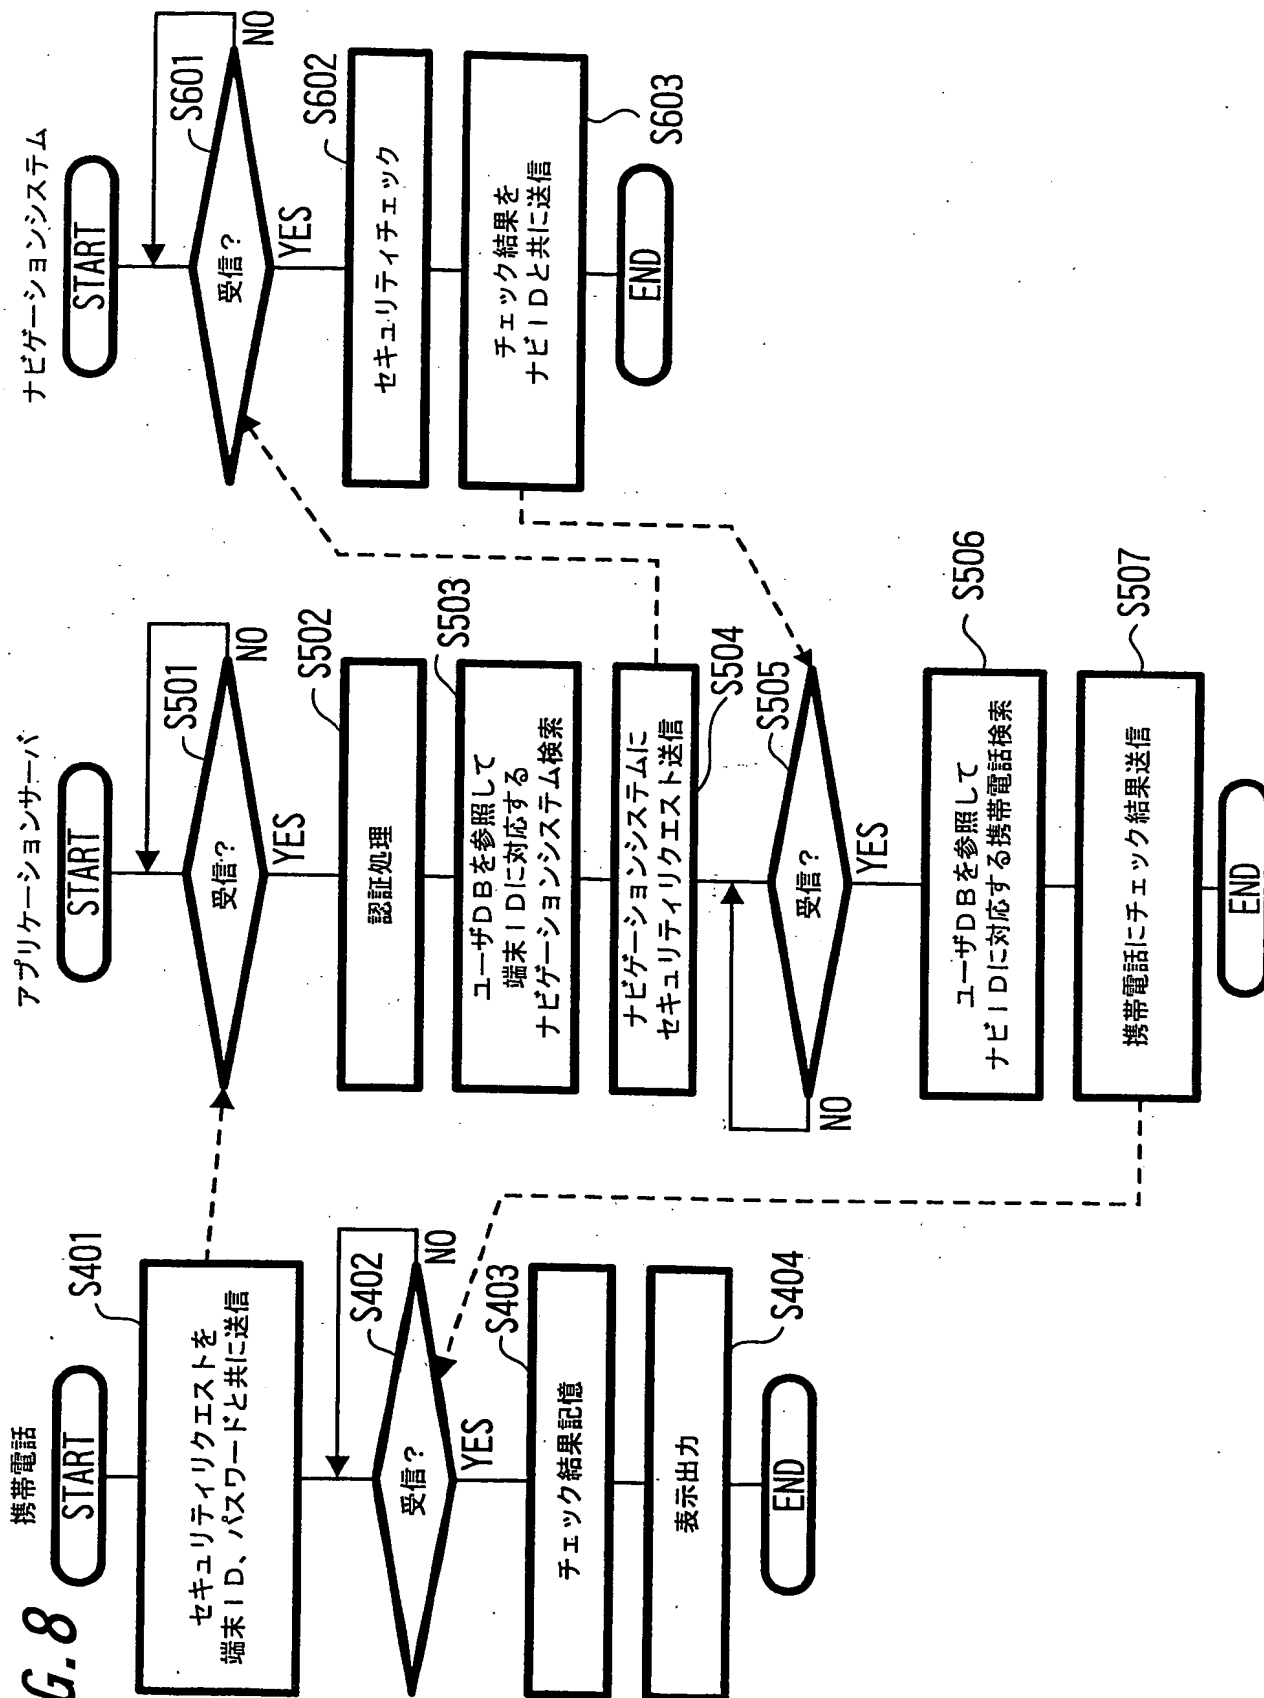 G.8
携帯電話
START
セキュリティリクエストを
端末ID、パスワードと共に送信
S401
受信?
S402
NO
YES
チェック結果記憶
S403
表示出力
S404
END
アプリケーションサーバ
START
受信?
S501
NO
YES
認証処理
S502
ユーザDBを参照して
端末IDに対応する
ナビゲーションシステム検索
S503
ナビゲーションシステムに
セキュリティリクエスト送信
S504
受信?
S505
NO
YES
ユーザDBを参照して
ナビIDに対応する携帯電話検索
S506
携帯電話にチェック結果送信
S507
END
ナビゲーションシステム
START
受信?
S601
NO
YES
セキュリティチェック
S602
チェック結果を
ナビIDと共に送信
S603
END